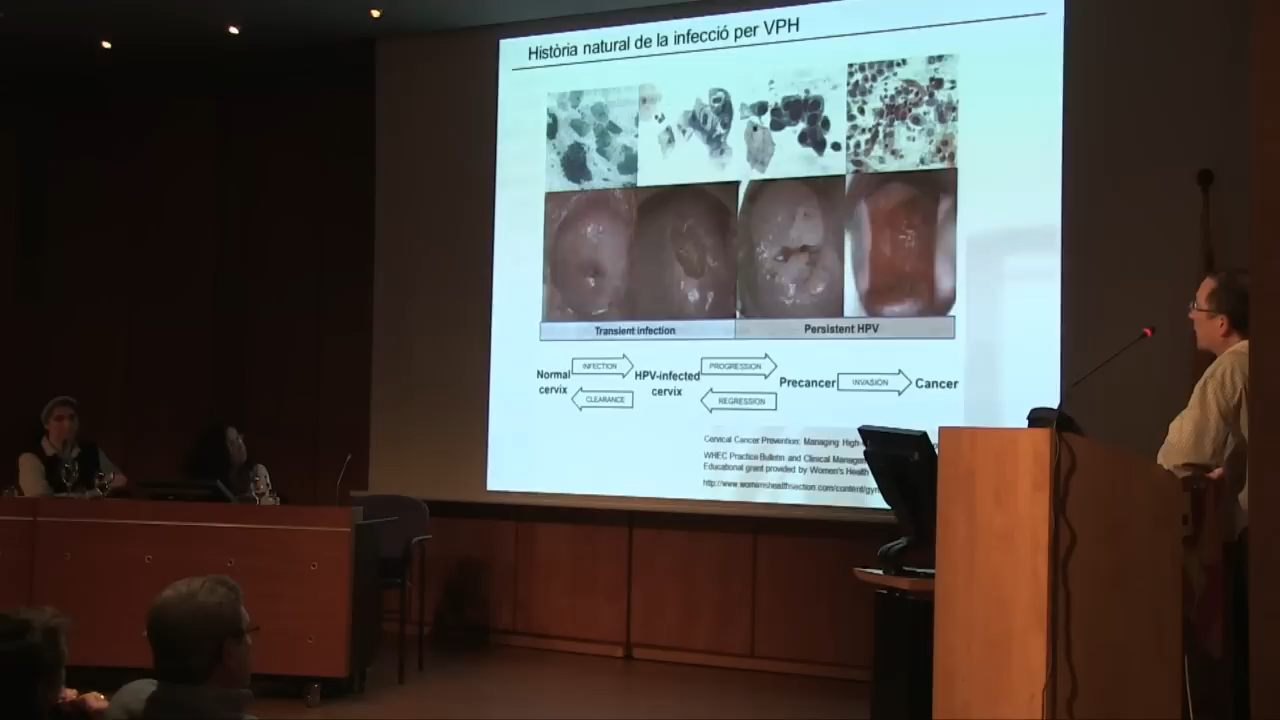 Història natural de la infecció per VPH
Transient infection
Persistent HPV
INFECTION
PROGRESSION
Normal cervix
HPV-infected cervix
Precancer
INVASION
Cancer
CLEARANCE
REGRESSION
Cervical Cancer Prevention: Managing High-
WHEC Practice Bulletin and Clinical Managem
Educational grant provided by Women's Health
http://www.womenshealthsection.com/content/gyn